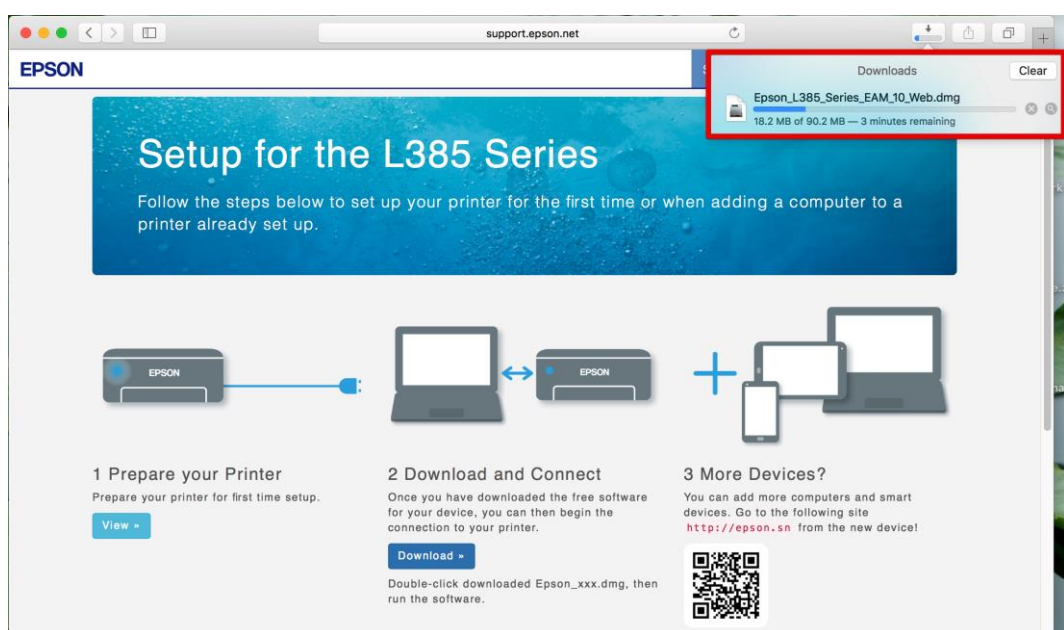 support.epson.net
EPSON
Downloads
Clear
Epson_L385_Series_EAM_10_Web.dmg
18.2 MB of 90.2 MB — 3 minutes remaining
Setup for the L385 Series
Follow the steps below to set up your printer for the first time or when adding a computer to a
printer already set up.
EPSON
EPSON
1 Prepare your Printer
Prepare your printer for first time setup.
View »
2 Download and Connect
Once you have downloaded the free software
for your device, you can then begin the
connection to your printer.
Download »
Double-click downloaded Epson_xxx.dmg, then
run the software.
3 More Devices?
You can add more computers and smart
devices. Go to the following site
http://epson.sn from the new device!